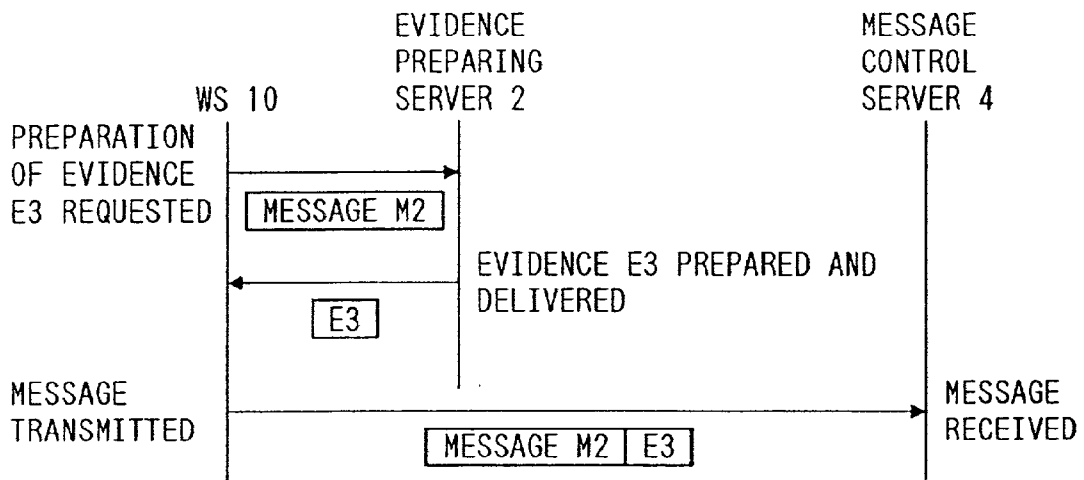 EVIDENCE
PREPARING
SERVER 2
MESSAGE
CONTROL
SERVER 4
WS 10
PREPARATION
OF EVIDENCE
E3 REQUESTED
MESSAGE M2
EVIDENCE E3 PREPARED AND
DELIVERED
E3
MESSAGE
TRANSMITTED
MESSAGE
RECEIVED
MESSAGE M2 E3